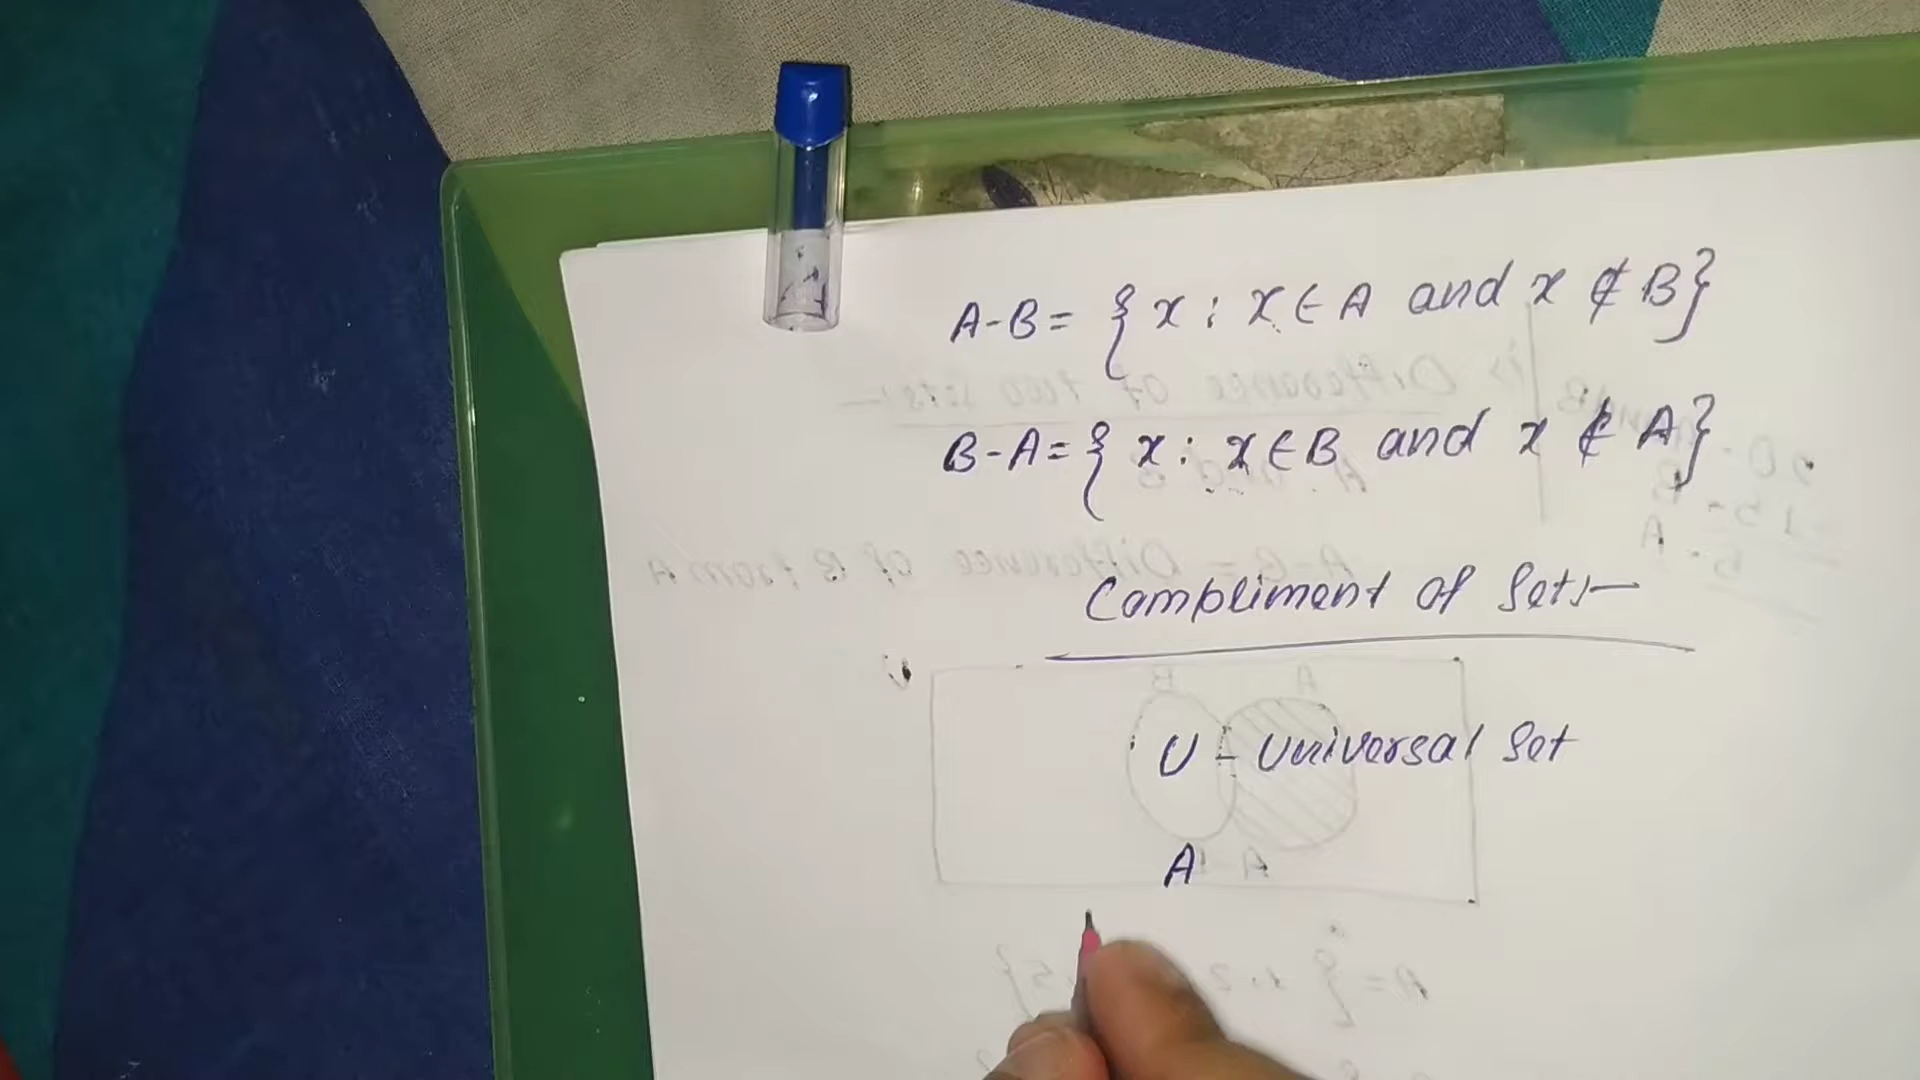 A-B= { x : x ∈ A and x ∉ B}
B-A= { x : x ∈ B and x ∉ A}
Compliment of Sets-
U - Universal Set
A'